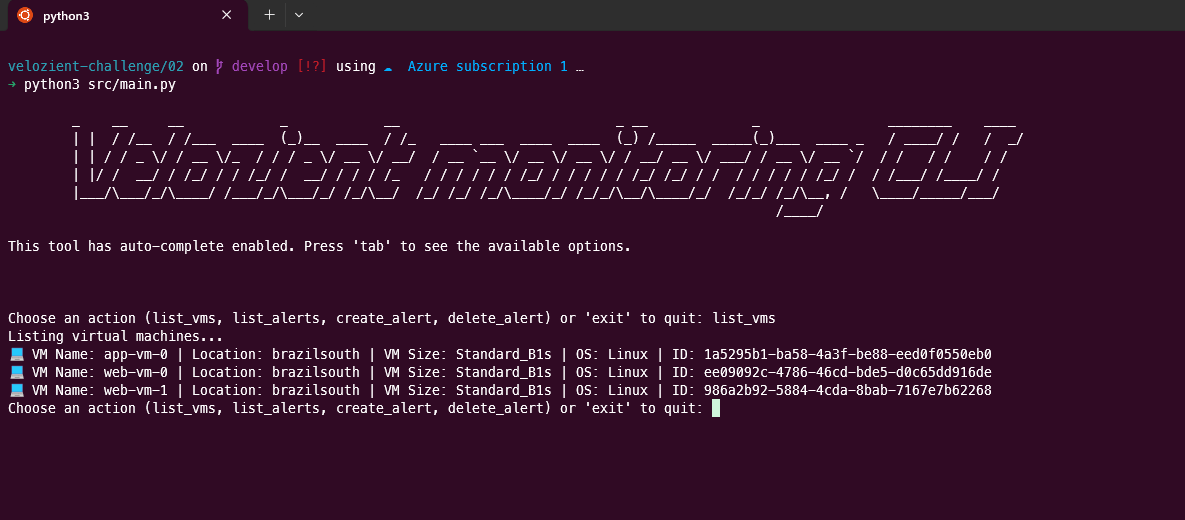 python3
velozient-challenge/02 on develop [!?] using ☁ Azure subscription 1 …
→ python3 src/main.py
Velozient monitoring CLI
This tool has auto-complete enabled. Press 'tab' to see the available options.
Choose an action (list_vms, list_alerts, create_alert, delete_alert) or 'exit' to quit: list_vms
Listing virtual machines...
💻 VM Name: app-vm-0 | Location: brazilsouth | VM Size: Standard_B1s | OS: Linux | ID: 1a5295b1-ba58-4a3f-be88-eed0f0550eb0
💻 VM Name: web-vm-0 | Location: brazilsouth | VM Size: Standard_B1s | OS: Linux | ID: ee09092c-4786-46cd-bde5-d0c65dd916de
💻 VM Name: web-vm-1 | Location: brazilsouth | VM Size: Standard_B1s | OS: Linux | ID: 986a2b92-5884-4cda-8bab-7167e7b62268
Choose an action (list_vms, list_alerts, create_alert, delete_alert) or 'exit' to quit: